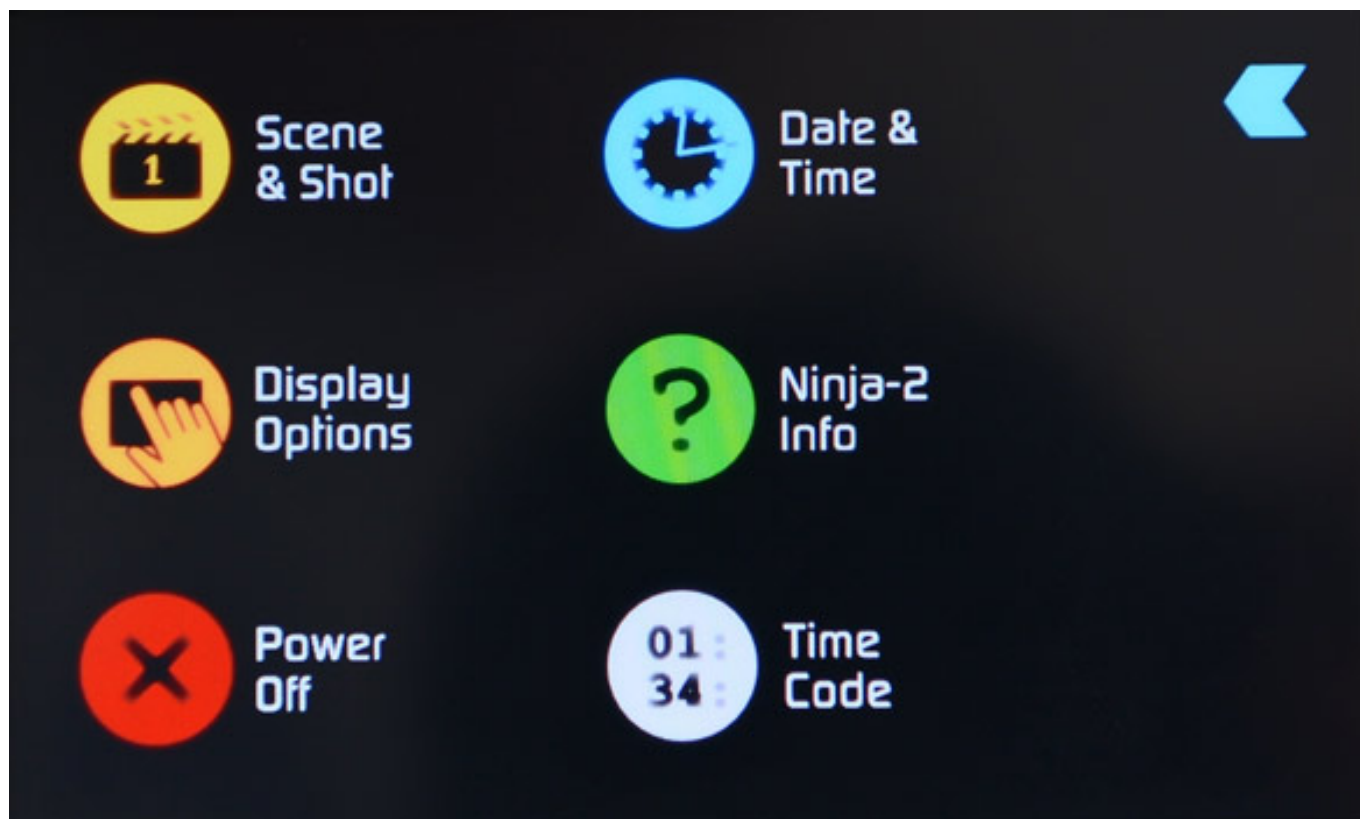 1
Scene
& Shot
Date &
Time
Display
Options
?
Ninja-2
Info
Power
Off
01:
34:
Time
Code